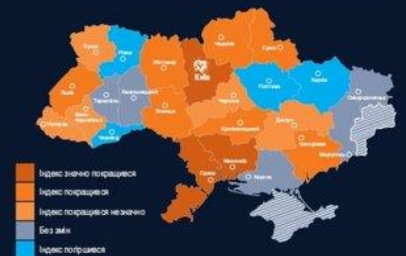 Луцьк
Рівне
Житомир
Київ
Чернігів
Суми
Львів
Тернопіль
Хмельницький
Полтава
Харків
Вінниця
Черкаси
Ужгород
Чернівці
Кропивницький
Дніпро
Запоріжжя
Маріуполь
Одеса
Миколаїв
Херсон
Індекс значно покращився
Індекс покращився
Індекс покращився незначно
Без змін
Індекс погіршився